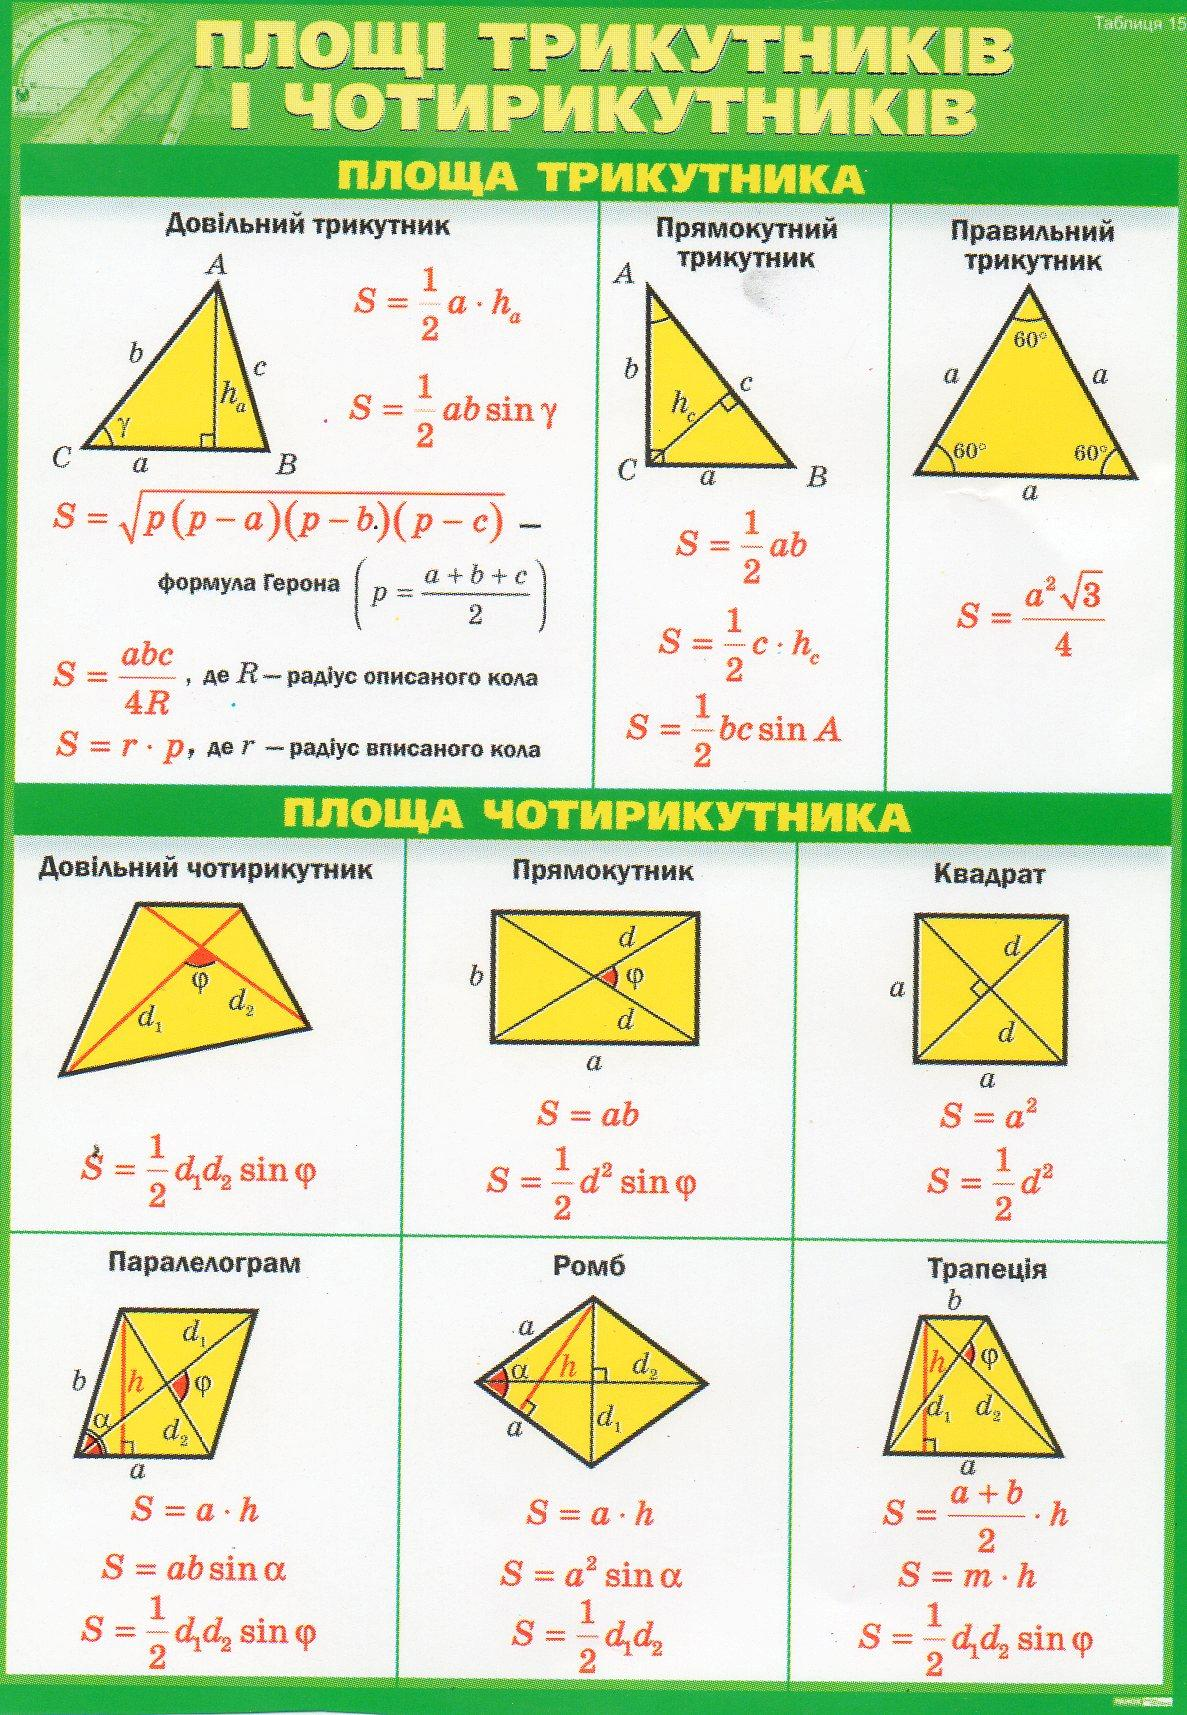 Таблиця 15
ПЛОЩІ ТРИКУТНИКІВ
І ЧОТИРИКУТНИКІВ
ПЛОЩА ТРИКУТНИКА
Довільний трикутник
A
b
c
hₐ
γ
C
a
B
S = 1/2 a · hₐ
S = 1/2 ab sin γ
S = √(p(p – a)(p – b)(p – c)) –
формула Герона (p = (a + b + c)/2)
S = abc/4R, де R – радіус описаного кола
S = r · p, де r – радіус вписаного кола
Прямокутний
трикутник
A
b
c
h_c
C
a
B
S = 1/2 ab
S = 1/2 c · h_c
S = 1/2 bc sin A
Правильний
трикутник
60°
a
a
60°
60°
a
S = a²√3/4
ПЛОЩА ЧОТИРИКУТНИКА
Довільний чотирикутник
φ
d₁
d₂
S = 1/2 d₁d₂ sin φ
Прямокутник
d
b
φ
d
a
S = ab
S = 1/2 d² sin φ
Квадрат
d
a
d
a
S = a²
S = 1/2 d²
Паралелограм
d₁
b
h
φ
α
d₂
a
S = a · h
S = ab sin α
S = 1/2 d₁d₂ sin φ
Ромб
a
α
h
d₂
a
d₁
S = a · h
S = a² sin α
S = 1/2 d₁d₂
Трапеція
b
h
φ
d₁
d₂
a
S = (a + b)/2 · h
S = m · h
S = 1/2 d₁d₂ sin φ